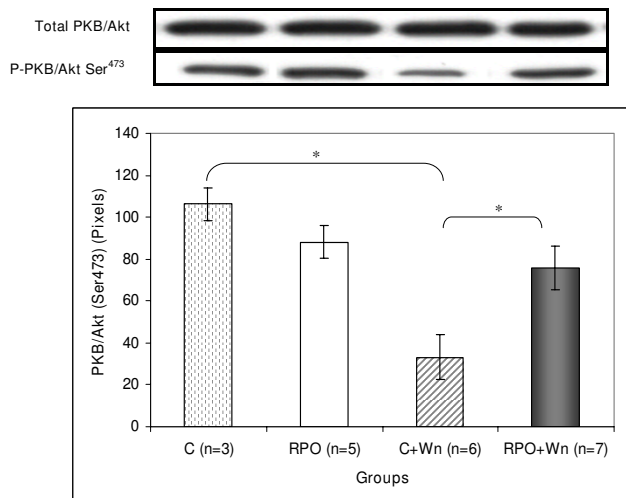 Total PKB/Akt
P-PKB/Akt Ser473
140
120
100
80
60
40
20
0
PKB/Akt (Ser473) (Pixels)
*
*
C (n=3) RPO (n=5) C+Wn (n=6) RPO+Wn (n=7)
Groups